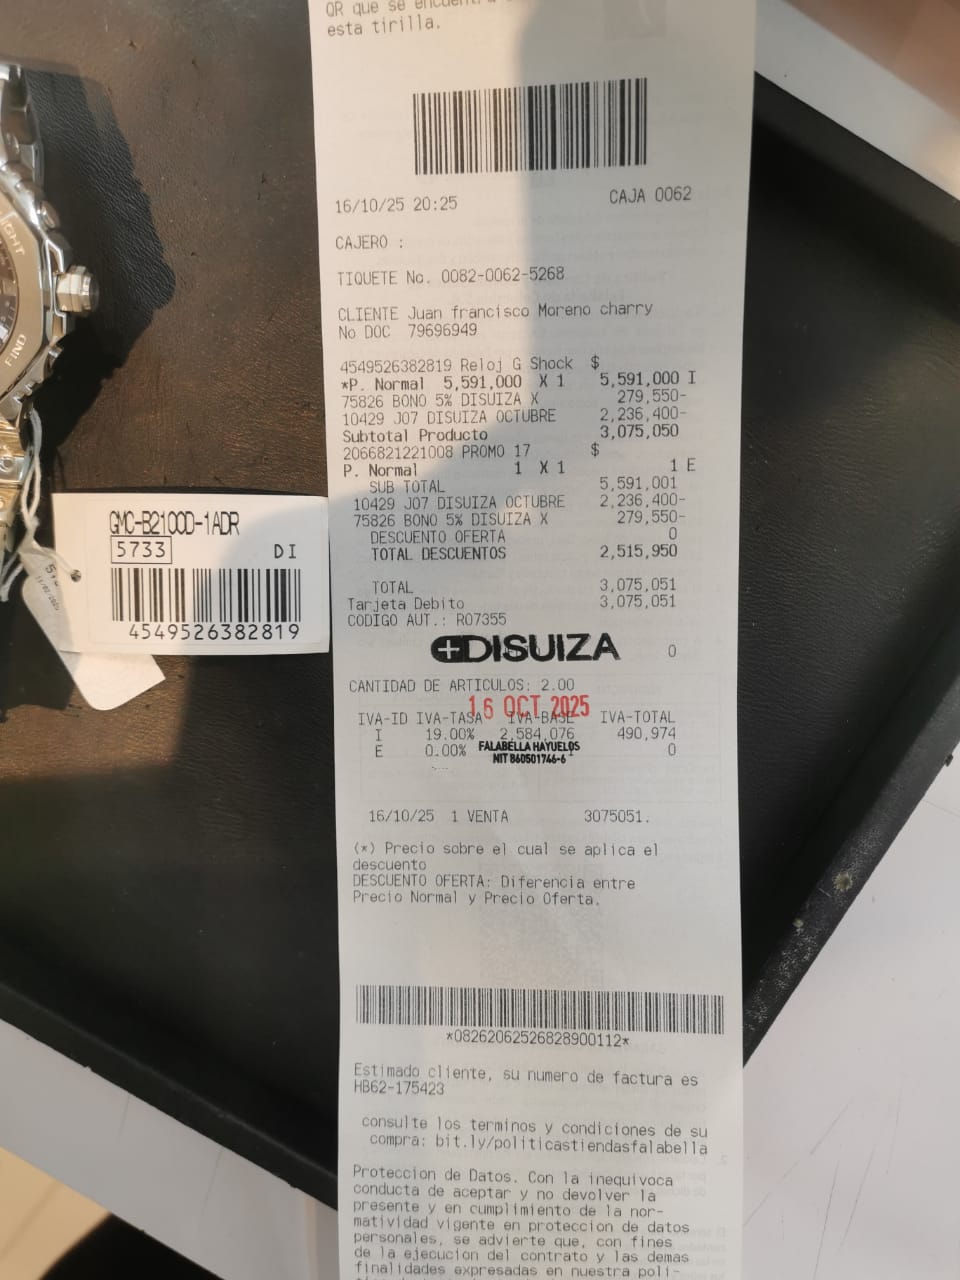 QR que se encuentra
esta tirilla.
16/10/25 20:25 CAJA 0062
CAJERO :
TIQUETE No. 0082-0062-5268
CLIENTE Juan francisco Moreno charry
No DOC 79696949
4549526382819 Reloj G Shock $
*P. Normal 5,591,000 X 1 5,591,000 I
75826 BONO 5% DISUIZA X 279,550-
10429 J07 DISUIZA OCTUBRE 2,236,400-
Subtotal Producto 3,075,050
2066821221008 PROMO 17 $
P. Normal 1 X 1 1 E
SUB TOTAL 5,591,001
10429 J07 DISUIZA OCTUBRE 2,236,400-
75826 BONO 5% DISUIZA X 279,550-
DESCUENTO OFERTA 0
TOTAL DESCUENTOS 2,515,950
TOTAL 3,075,051
Tarjeta Debito 3,075,051
CODIGO AUT.: R07355
DISUIZA 0
CANTIDAD DE ARTICULOS: 2.00
16 OCT 2025
IVA-ID IVA-TASA IVA-BASE IVA-TOTAL
I 19.00% 2,584,076 490,974
E 0.00% 0
FALABELLA HAYUELOS
NIT 860501746-6
16/10/25 1 VENTA 3075051.
(*) Precio sobre el cual se aplica el
descuento
DESCUENTO OFERTA: Diferencia entre
Precio Normal y Precio Oferta.
*08262062526828900112*
Estimado cliente, su numero de factura es
HB62-175423
consulte los terminos y condiciones de su
compra: bit.ly/politicastiendasfalabella
Proteccion de Datos. Con la inequivoca
conducta de aceptar y no devolver la
presente y en cumplimiento de la nor-
matividad vigente en proteccion de datos
personales, se advierte que, con fines
de la ejecucion del contrato y las demas
finalidades expresadas en nuestra poli-
GMC-B2100D-1ADR
5733 DI
4549526382819
LIGHT
FIND